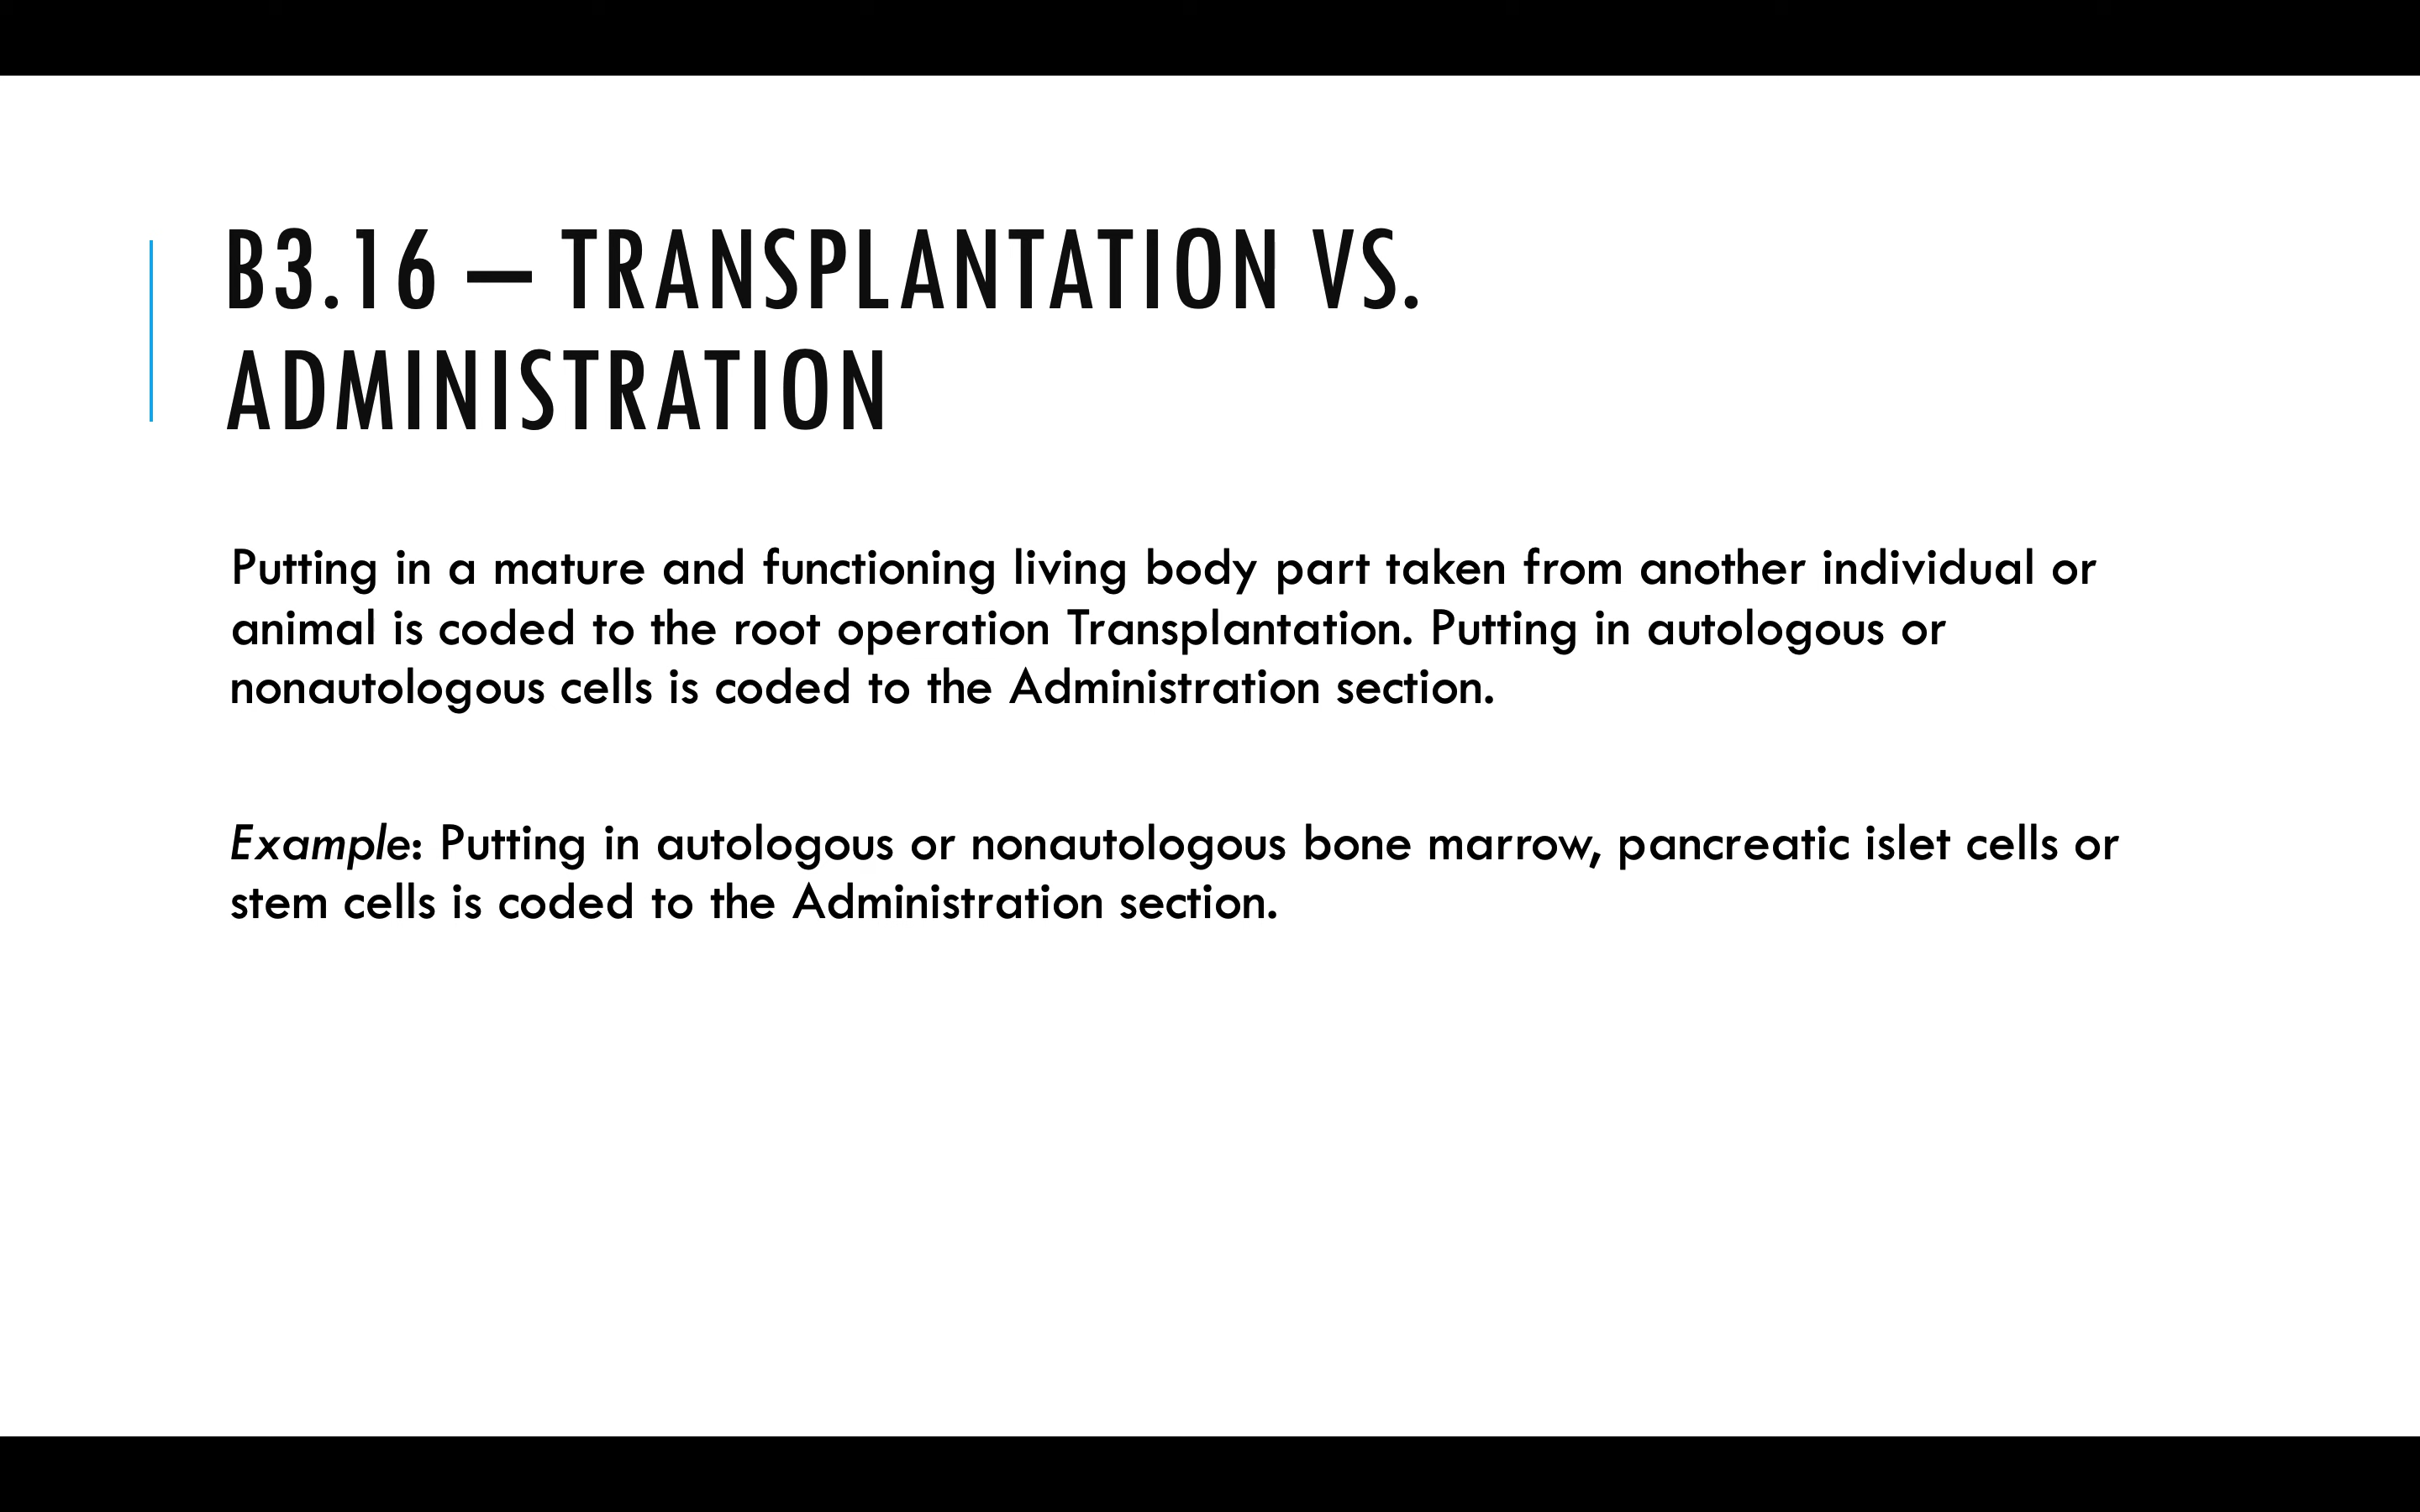 B3.16 – TRANSPLANTATION VS.
ADMINISTRATION
Putting in a mature and functioning living body part taken from another individual or
animal is coded to the root operation Transplantation. Putting in autologous or
nonautologous cells is coded to the Administration section.
Example: Putting in autologous or nonautologous bone marrow, pancreatic islet cells or
stem cells is coded to the Administration section.